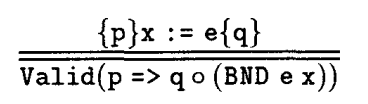 {p}x := e{q}
Valid(p => q ∘ (BND e x))